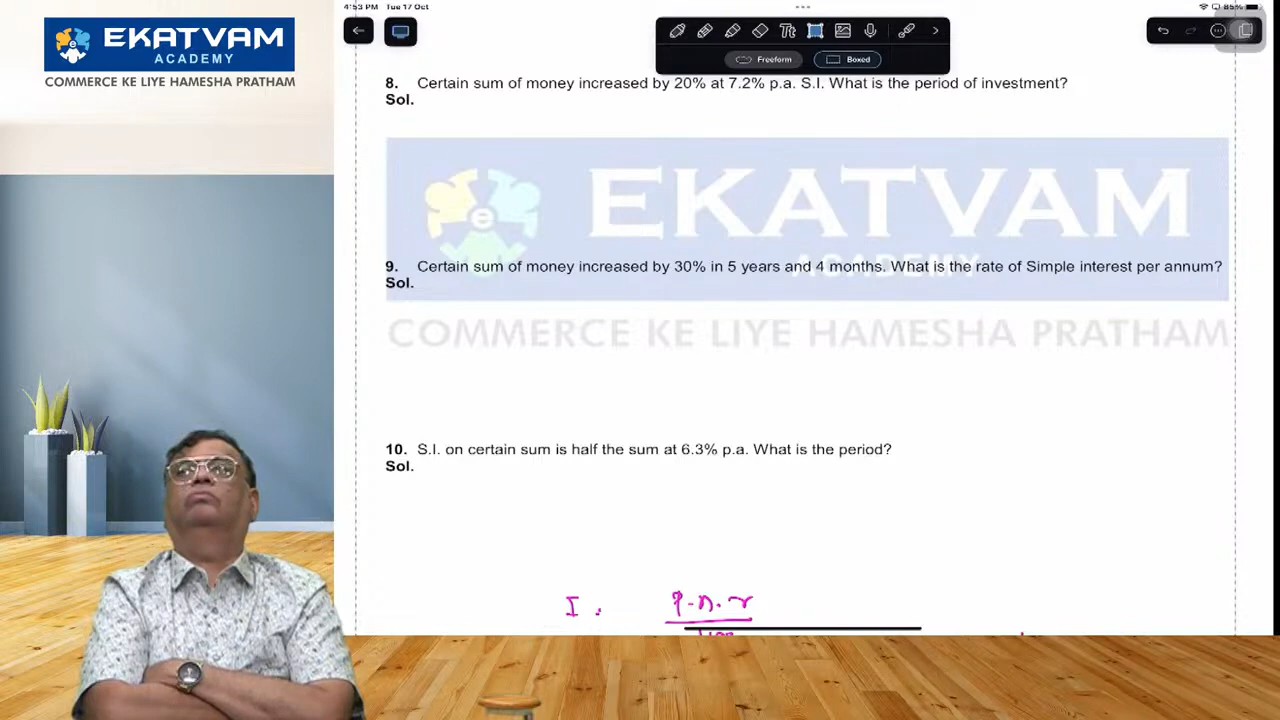 4:53 PM Tue 17 Oct
85%
EKATVAM
ACADEMY
COMMERCE KE LIYE HAMESHA PRATHAM
Freeform Boxed
8. Certain sum of money increased by 20% at 7.2% p.a. S.I. What is the period of investment?
Sol.
EKATVAM
9. Certain sum of money increased by 30% in 5 years and 4 months. What is the rate of Simple interest per annum?
ACADEMY
Sol.
COMMERCE KE LIYE HAMESHA PRATHAM
10. S.I. on certain sum is half the sum at 6.3% p.a. What is the period?
Sol.
I : P.n.r